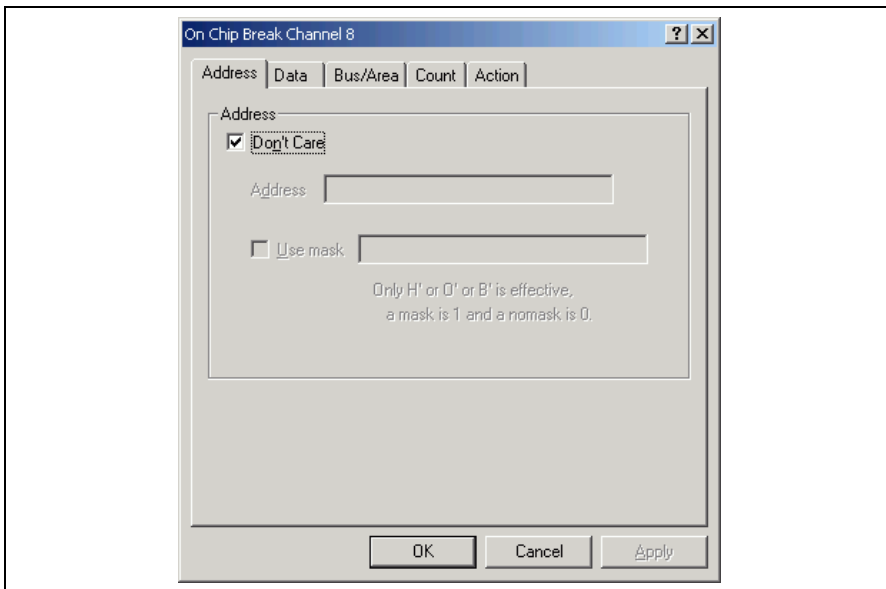 On Chip Break Channel 8
Address Data Bus/Area Count Action
Address
Don't Care
Address
Use mask
Only H' or O' or B' is effective,
a mask is 1 and a nomask is 0.
OK Cancel Apply